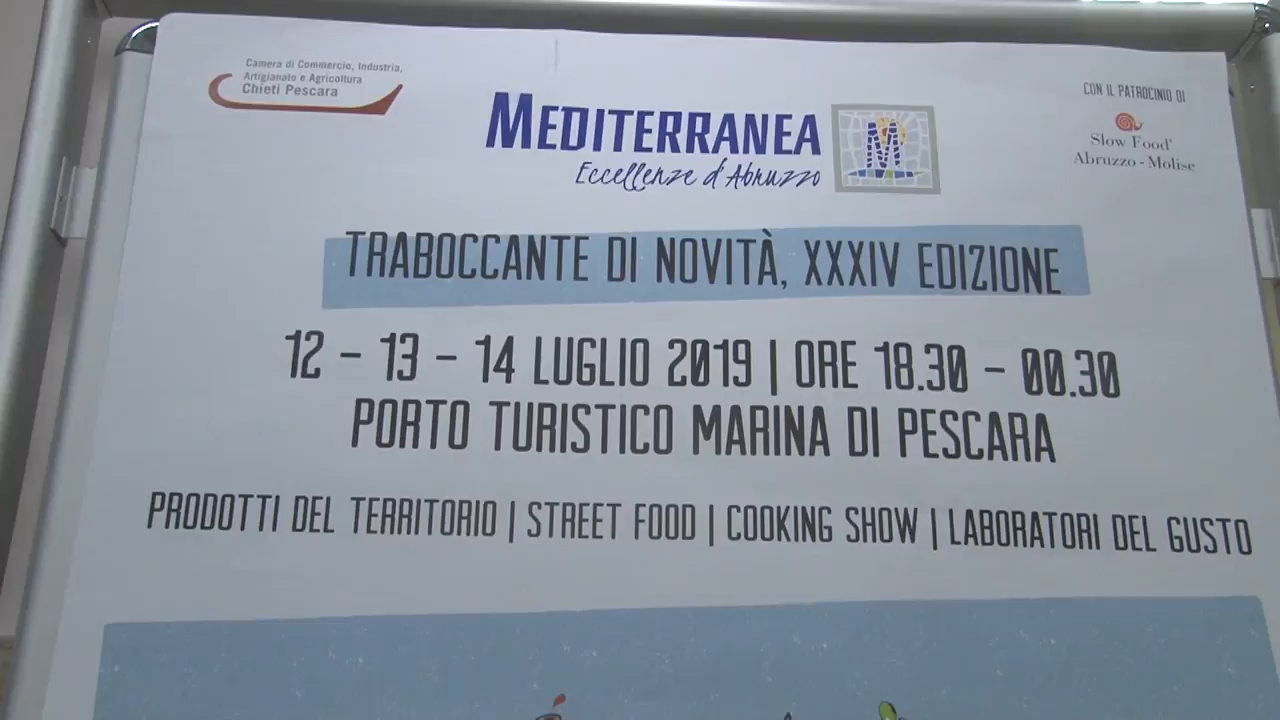 Camera di Commercio, Industria,
Artigianato e Agricoltura
Chieti Pescara
MEDITERRANEA
Eccellenze d'Abruzzo
M
CON IL PATROCINIO DI
Slow Food®
Abruzzo - Molise
TRABOCCANTE DI NOVITÀ, XXXIV EDIZIONE
12 - 13 - 14 LUGLIO 2019 | ORE 18.30 - 00.30
PORTO TURISTICO MARINA DI PESCARA
PRODOTTI DEL TERRITORIO | STREET FOOD | COOKING SHOW | LABORATORI DEL GUSTO